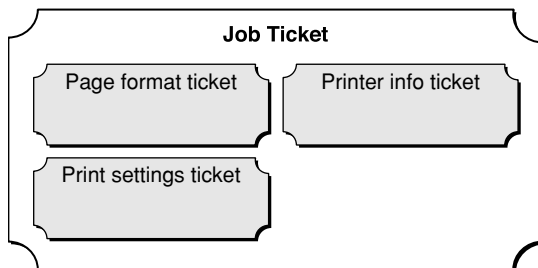 Job Ticket
Page format ticket
Printer info ticket
Print settings ticket